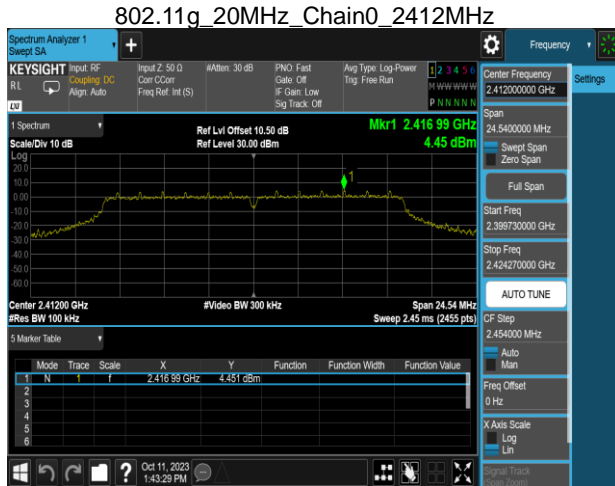 802.11g_20MHz_Chain0_2412MHz
Spectrum Analyzer 1
Swept SA
Frequency
KEYSIGHT
RL
Input: RF
Coupling: DC
Align: Auto
Input Z: 50 Ω
Corr CCorr
Freq Ref: Int (S)
#Atten: 30 dB
PNO: Fast
Gate: Off
IF Gain: Low
Sig Track: Off
Avg Type: Log-Power
Trig: Free Run
1 2 3 4 5 6
M W W W W W
P N N N N N
LXI
1 Spectrum
Scale/Div 10 dB
Log
Ref Lvl Offset 10.50 dB
Ref Level 30.00 dBm
Mkr1 2.416 99 GHz
4.45 dBm
20.0
10.0
0.00
-10.0
-20.0
-30.0
-40.0
-50.0
-60.0
1
Center 2.41200 GHz
#Res BW 100 kHz
#Video BW 300 kHz
Span 24.54 MHz
Sweep 2.45 ms (2455 pts)
5 Marker Table
Mode Trace Scale X Y Function Function Width Function Value
1 N 1 f 2.416 99 GHz 4.451 dBm
2
3
4
5
6
Oct 11, 2023
1:43:29 PM
Center Frequency
2.412000000 GHz
Settings
Span
24.5400000 MHz
Swept Span
Zero Span
Full Span
Start Freq
2.399730000 GHz
Stop Freq
2.424270000 GHz
AUTO TUNE
CF Step
2.454000 MHz
Auto
Man
Freq Offset
0 Hz
X Axis Scale
Log
Lin
Signal Track
(Span Zoom)